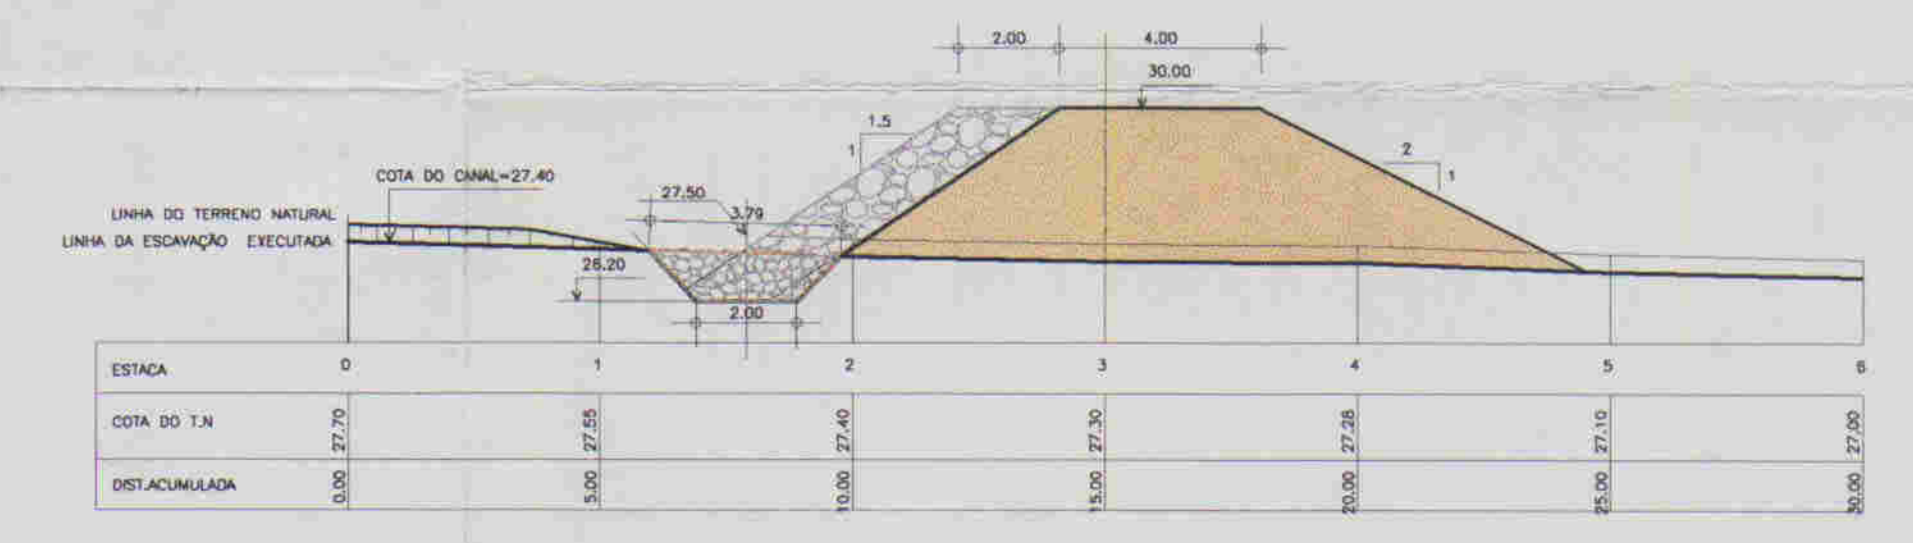 2.00 4.00
30.00
1.5
1
2
1
COTA DO CANAL=27.40
27.50
3.79
LINHA DO TERRENO NATURAL
LINHA DA ESCAVAÇÃO EXECUTADA
26.20
2.00
ESTACA 0 1 2 3 4 5 6
COTA DO T.N 27.70 27.55 27.40 27.30 27.28 27.10 27.00
DIST.ACUMULADA 0.00 5.00 10.00 15.00 20.00 25.00 30.00